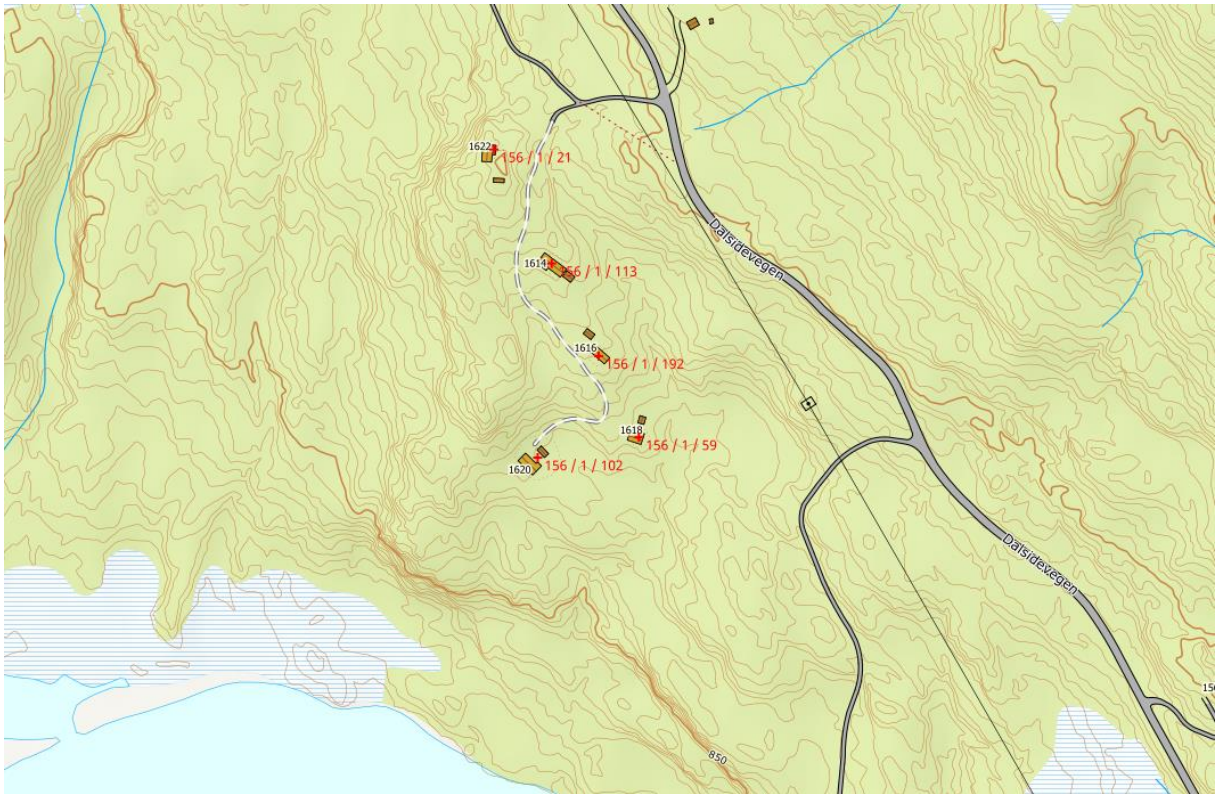 1622
156 / 1 / 21
Dalsidevegen
1614
156 / 1 / 113
1616
156 / 1 / 192
1618
156 / 1 / 59
1620
156 / 1 / 102
Dalsidevegen
850